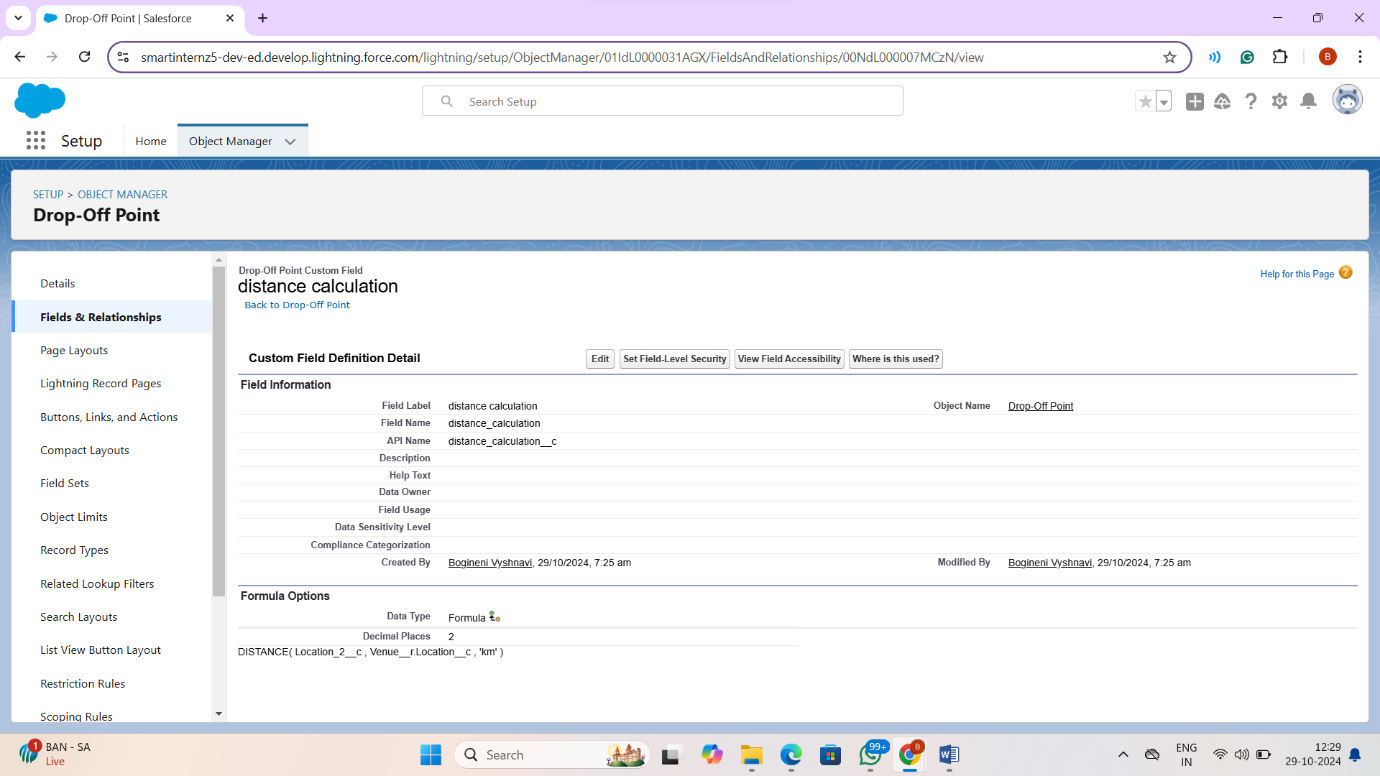 Drop-Off Point | Salesforce
smartinternz5-dev-ed.develop.lightning.force.com/lightning/setup/ObjectManager/01IdL0000031AGX/FieldsAndRelationships/00NdL000007MCzN/view
B
Search Setup
Setup
Home
Object Manager
SETUP > OBJECT MANAGER
Drop-Off Point
Details
Fields & Relationships
Page Layouts
Lightning Record Pages
Buttons, Links, and Actions
Compact Layouts
Field Sets
Object Limits
Record Types
Related Lookup Filters
Search Layouts
List View Button Layout
Restriction Rules
Scoping Rules
Drop-Off Point Custom Field
distance calculation
Back to Drop-Off Point
Help for this Page ?
Custom Field Definition Detail
Edit
Set Field-Level Security
View Field Accessibility
Where is this used?
Field Information
Field Label distance calculation Object Name Drop-Off Point
Field Name distance_calculation
API Name distance_calculation__c
Description
Help Text
Data Owner
Field Usage
Data Sensitivity Level
Compliance Categorization
Created By Bogineni Vyshnavi, 29/10/2024, 7:25 am Modified By Bogineni Vyshnavi, 29/10/2024, 7:25 am
Formula Options
Data Type Formula
Decimal Places 2
DISTANCE( Location_2__c , Venue__r.Location__c , 'km' )
1
BAN - SA
Live
Search
99+
8
ENG
IN
12:29
29-10-2024